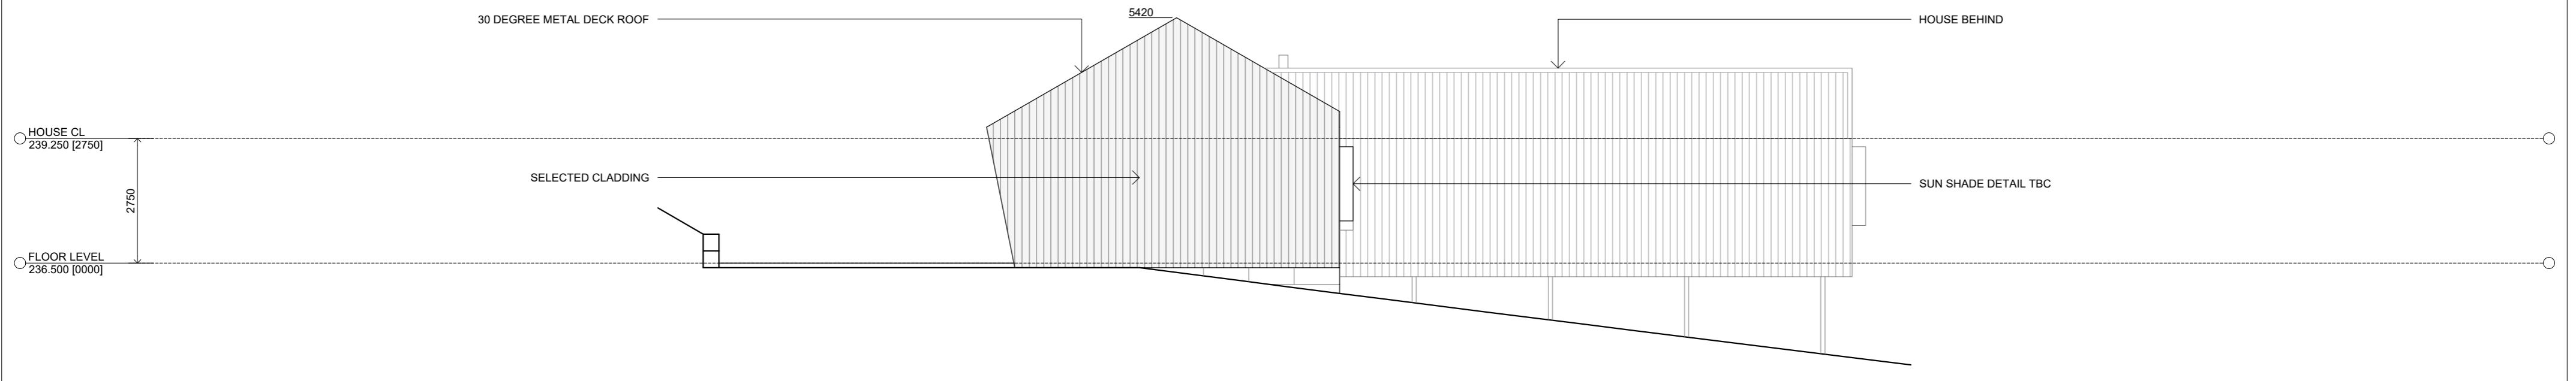 30 DEGREE METAL DECK ROOF
5420
HOUSE BEHIND
HOUSE CL
239.250 [2750]
2750
SELECTED CLADDING
SUN SHADE DETAIL TBC
FLOOR LEVEL
236.500 [0000]